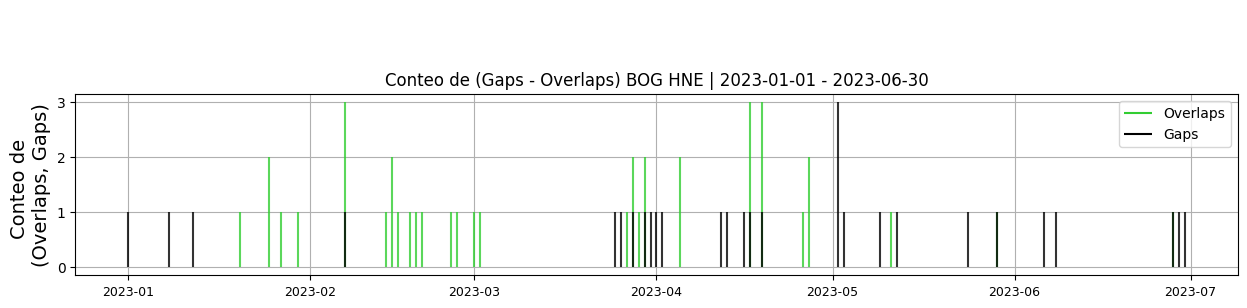 Conteo de (Gaps - Overlaps) BOG HNE | 2023-01-01 - 2023-06-30
Conteo de
(Overlaps, Gaps)
3
2
1
0
Overlaps
Gaps
2023-01 2023-02 2023-03 2023-04 2023-05 2023-06 2023-07